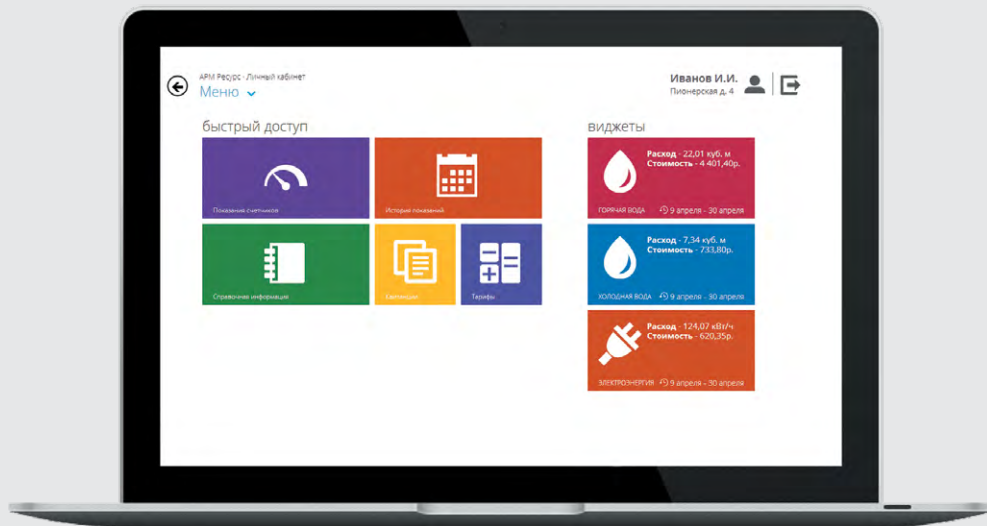 АРМ Ресурс - Личный кабинет
Меню
Иванов И.И.
Пионерская д. 4
быстрый доступ
виджеты
Показания счетчиков
История показаний
Справочная информация
Квитанции
Тарифы
Расход - 22,01 куб. м
Стоимость - 4 401,40р.
ГОРЯЧАЯ ВОДА 9 апреля - 30 апреля
Расход - 7,34 куб. м
Стоимость - 733,80р.
ХОЛОДНАЯ ВОДА 9 апреля - 30 апреля
Расход - 124,07 кВт/ч
Стоимость - 620,35р.
ЭЛЕКТРОЭНЕРГИЯ 9 апреля - 30 апреля